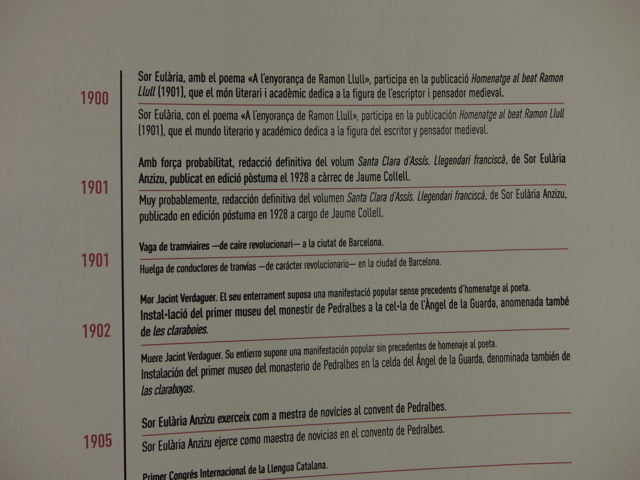 1900
Sor Eulària, amb el poema «A l'enyorança de Ramon Llull», participa en la publicació Homenatge al beat Ramon
Llull (1901), que el món literari i acadèmic dedica a la figura de l'escriptor i pensador medieval.
Sor Eulària, con el poema «A l'enyorança de Ramon Llull», participa en la publicación Homenatge al beat Ramon Llull
(1901), que el mundo literario y académico dedica a la figura del escritor y pensador medieval.
1901
Amb força probabilitat, redacció definitiva del volum Santa Clara d'Assís. Llegendari franciscà, de Sor Eulària
Anzizu, publicat en edició pòstuma el 1928 a càrrec de Jaume Collell.
Muy probablemente, redacción definitiva del volumen Santa Clara d'Assís. Llegendari franciscà, de Sor Eulària Anzizu,
publicado en edición póstuma en 1928 a cargo de Jaume Collell.
1901
Vaga de tramviaires —de caire revolucionari— a la ciutat de Barcelona.
Huelga de conductores de tranvías —de carácter revolucionario— en la ciudad de Barcelona.
1902
Mor Jacint Verdaguer. El seu enterrament suposa una manifestació popular sense precedents d'homenatge al poeta.
Instal·lació del primer museu del monestir de Pedralbes a la cel·la de l'Àngel de la Guarda, anomenada també
de les claraboies.
Muere Jacint Verdaguer. Su entierro supone una manifestación popular sin precedentes de homenaje al poeta.
Instalación del primer museo del monasterio de Pedralbes en la celda del Ángel de la Guarda, denominada también de
las claraboyas.
1905
Sor Eulària Anzizu exerceix com a mestra de novícies al convent de Pedralbes.
Sor Eulària Anzizu ejerce como maestra de novicias en el convento de Pedralbes.
Primer Congrés Internacional de la Llengua Catalana.